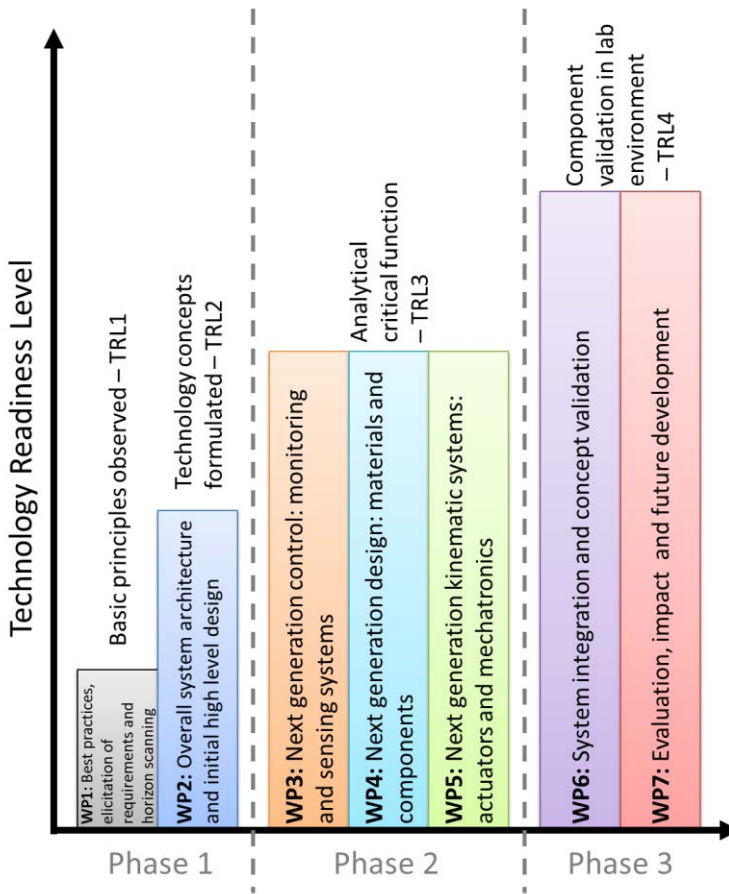 Technology Readiness Level
Basic principles observed – TRL1
WP1: Best practices,
elicitation of
requirements and
horizon scanning
Technology concepts
formulated – TRL2
WP2: Overall system architecture
and initial high level design
Analytical
critical function
– TRL3
WP3: Next generation control: monitoring
and sensing systems
WP4: Next generation design: materials and
components
WP5: Next generation kinematic systems:
actuators and mechatronics
Component
validation in lab
environment
– TRL4
WP6: System integration and concept validation
WP7: Evaluation, impact and future development
Phase 1
Phase 2
Phase 3